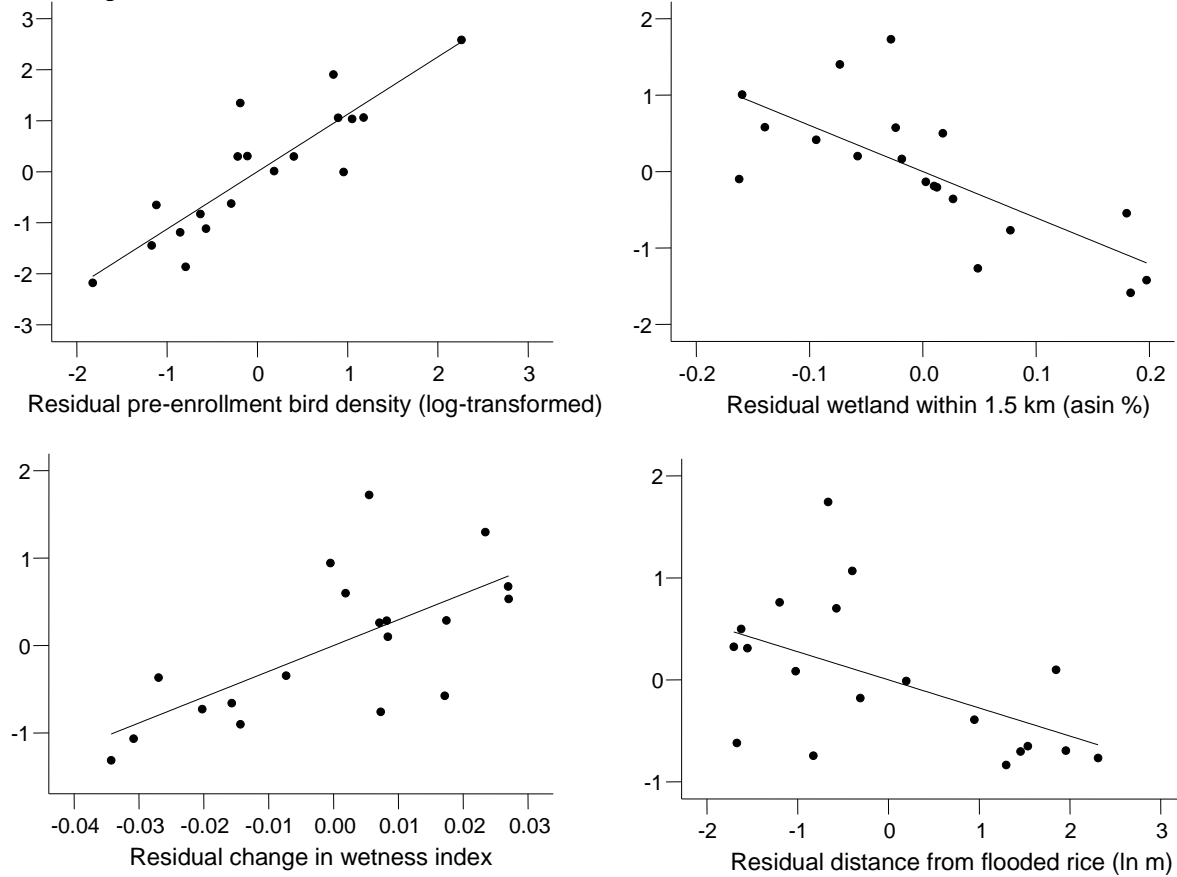 3
2
1
0
-1
-2
-3
-2 -1 0 1 2 3
Residual pre-enrollment bird density (log-transformed)
2
1
0
-1
-2
-0.2 -0.1 0.0 0.1 0.2
Residual wetland within 1.5 km (asin %)
2
1
0
-1
-0.04 -0.03 -0.02 -0.01 0.00 0.01 0.02 0.03
Residual change in wetness index
2
1
0
-1
-2 -1 0 1 2 3
Residual distance from flooded rice (ln m)